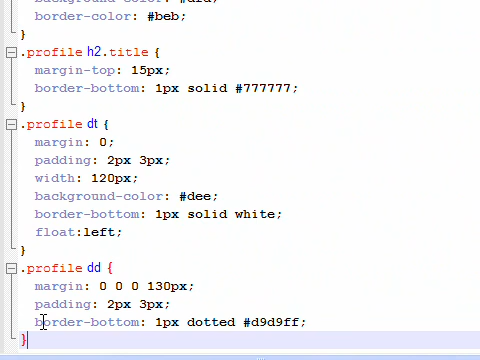 border-color: #beb;
}
.profile h2.title {
margin-top: 15px;
border-bottom: 1px solid #777777;
}
.profile dt {
margin: 0;
padding: 2px 3px;
width: 120px;
background-color: #dee;
border-bottom: 1px solid white;
float:left;
}
.profile dd {
margin: 0 0 0 130px;
padding: 2px 3px;
border-bottom: 1px dotted #d9d9ff;
}